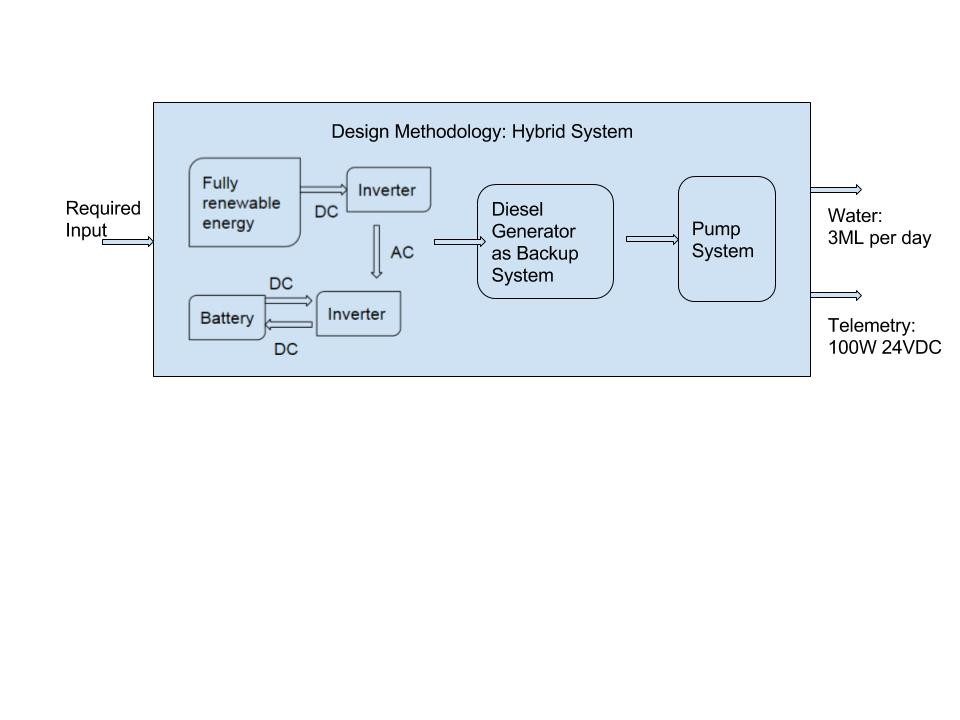 Design Methodology: Hybrid System
Required
Input
Fully
renewable
energy
DC
Inverter
AC
DC
Battery
Inverter
DC
Diesel
Generator
as Backup
System
Pump
System
Water:
3ML per day
Telemetry:
100W 24VDC